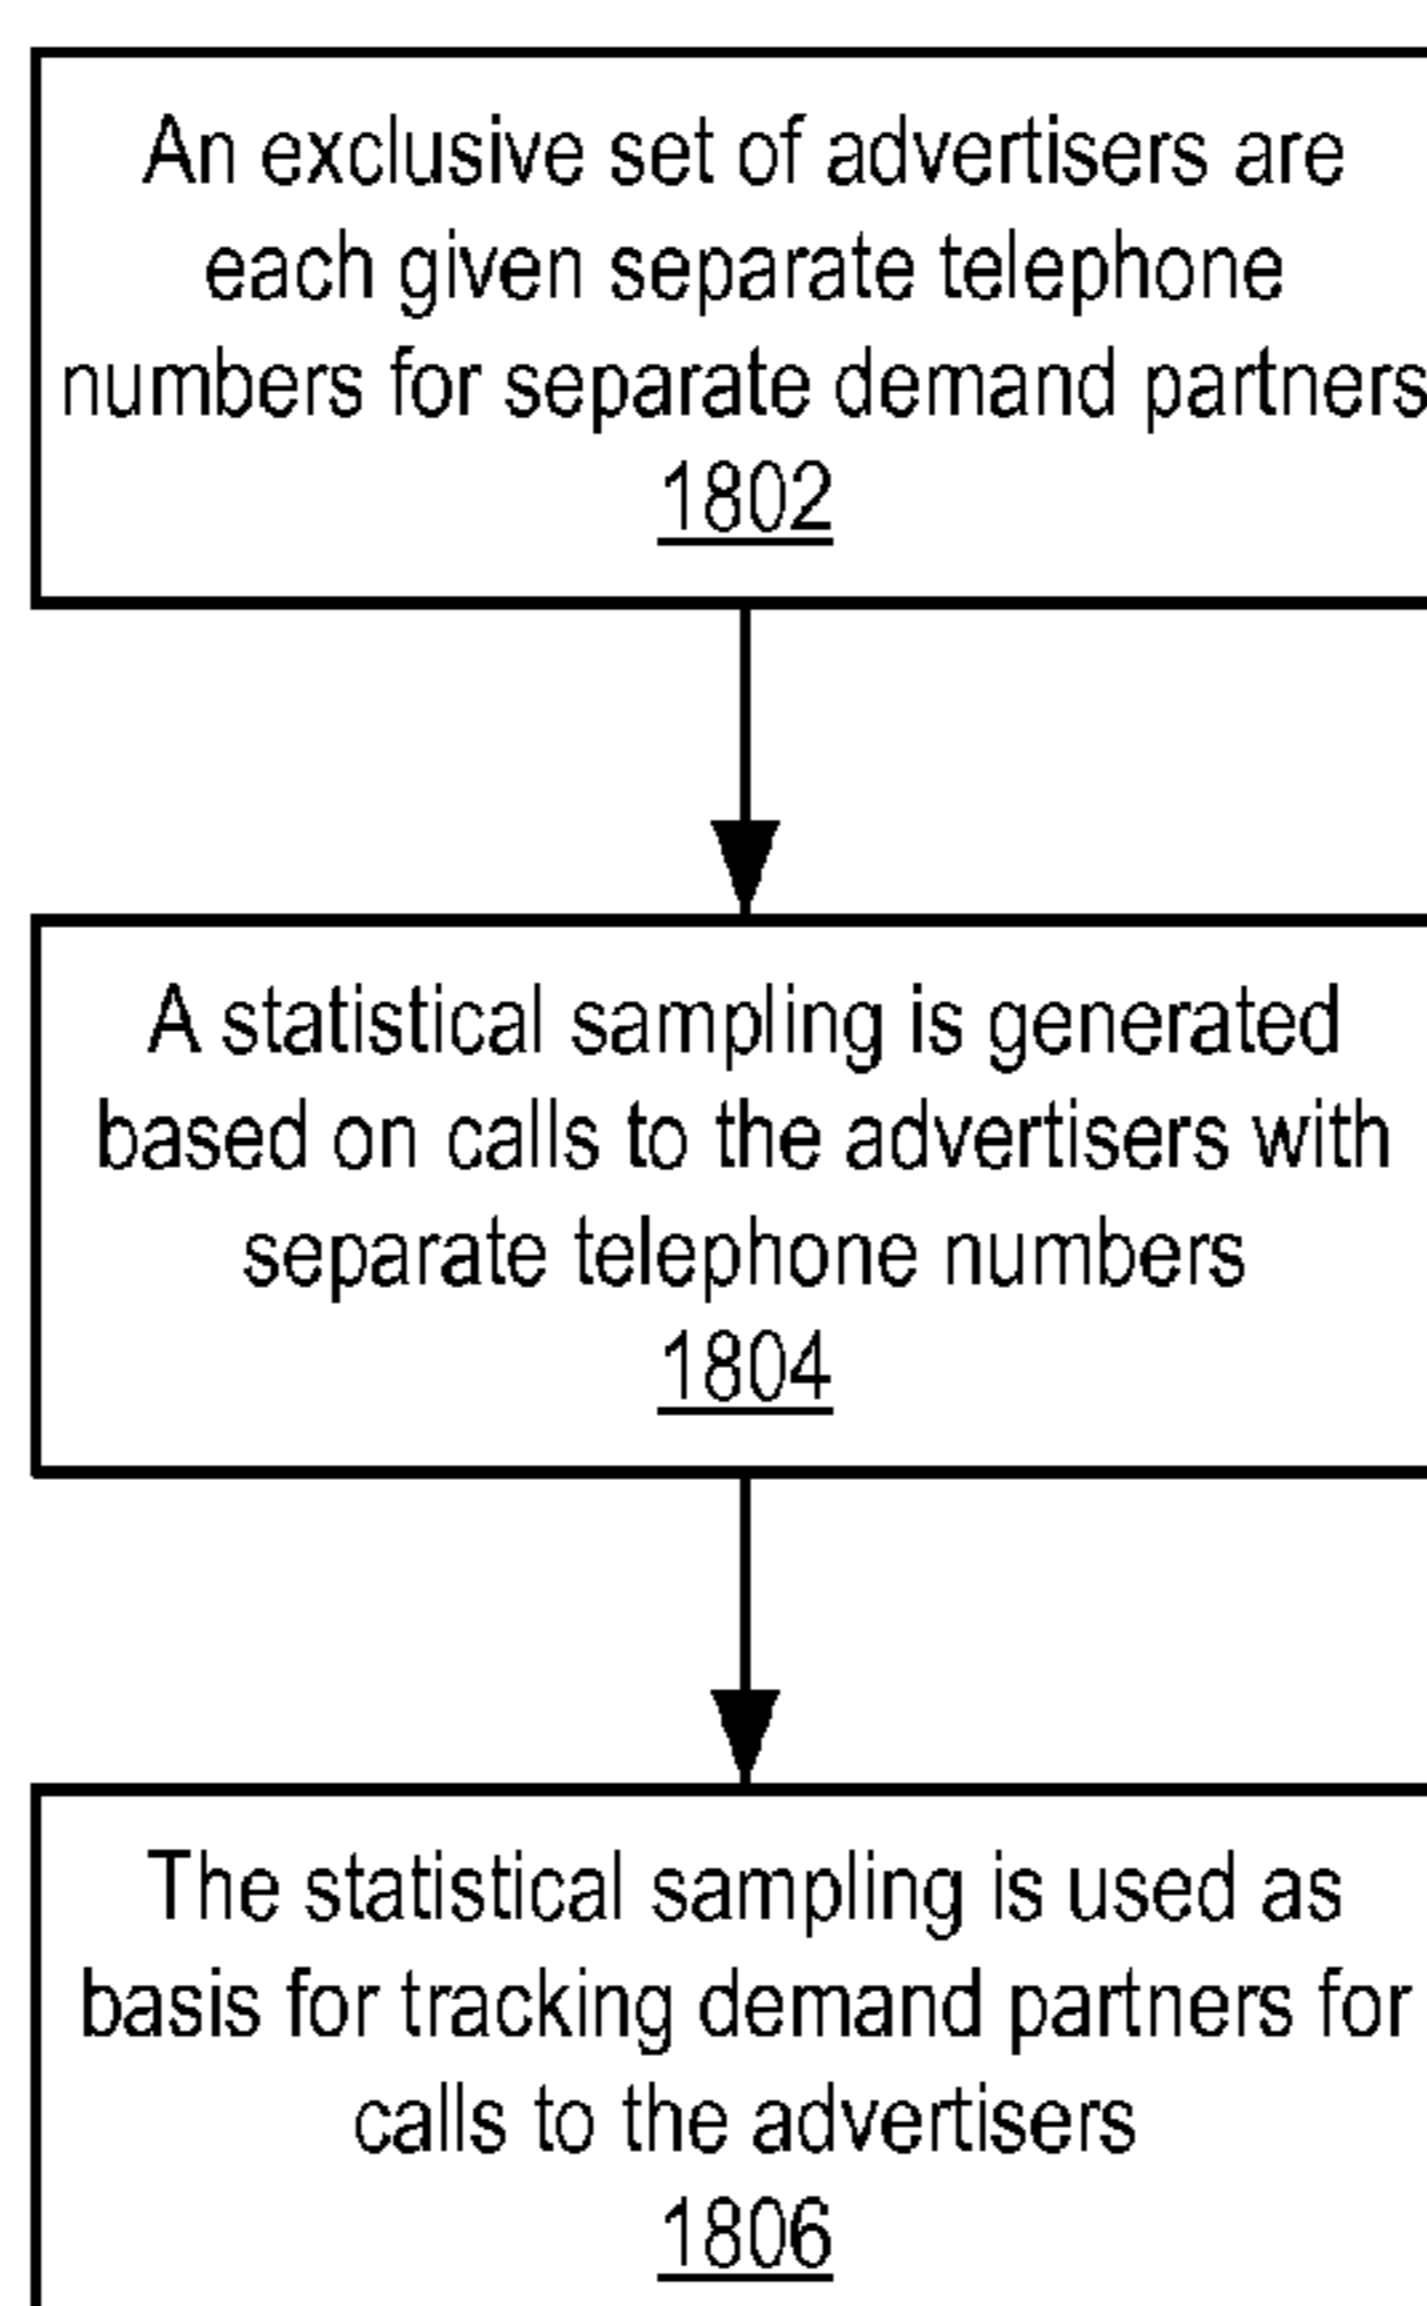 An exclusive set of advertisers are
each given separate telephone
numbers for separate demand partners
1802
A statistical sampling is generated
based on calls to the advertisers with
separate telephone numbers
1804
The statistical sampling is used as
basis for tracking demand partners for
calls to the advertisers
1806